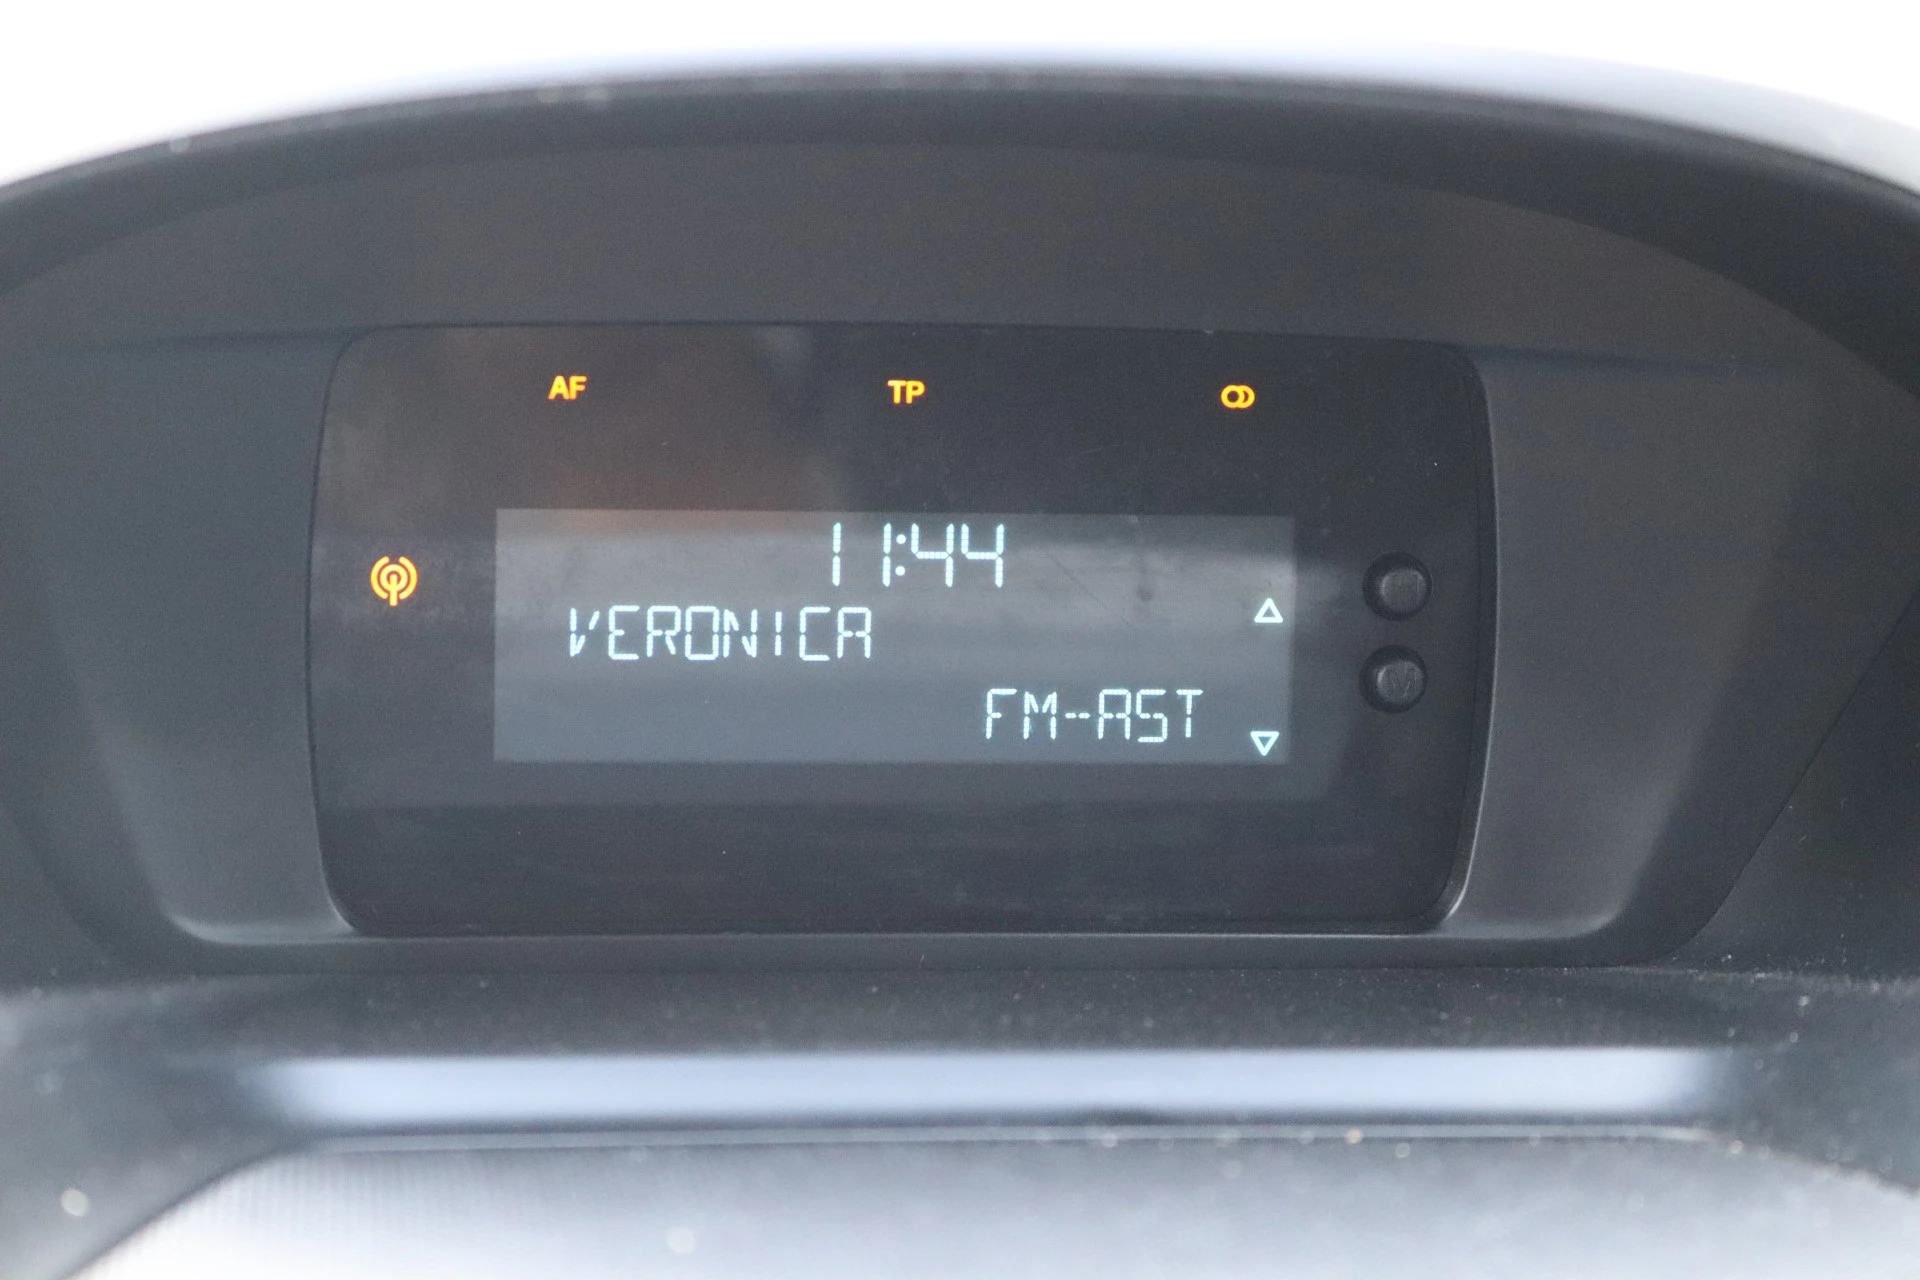 AF TP
11:44
VERONICA
FM-AST
M